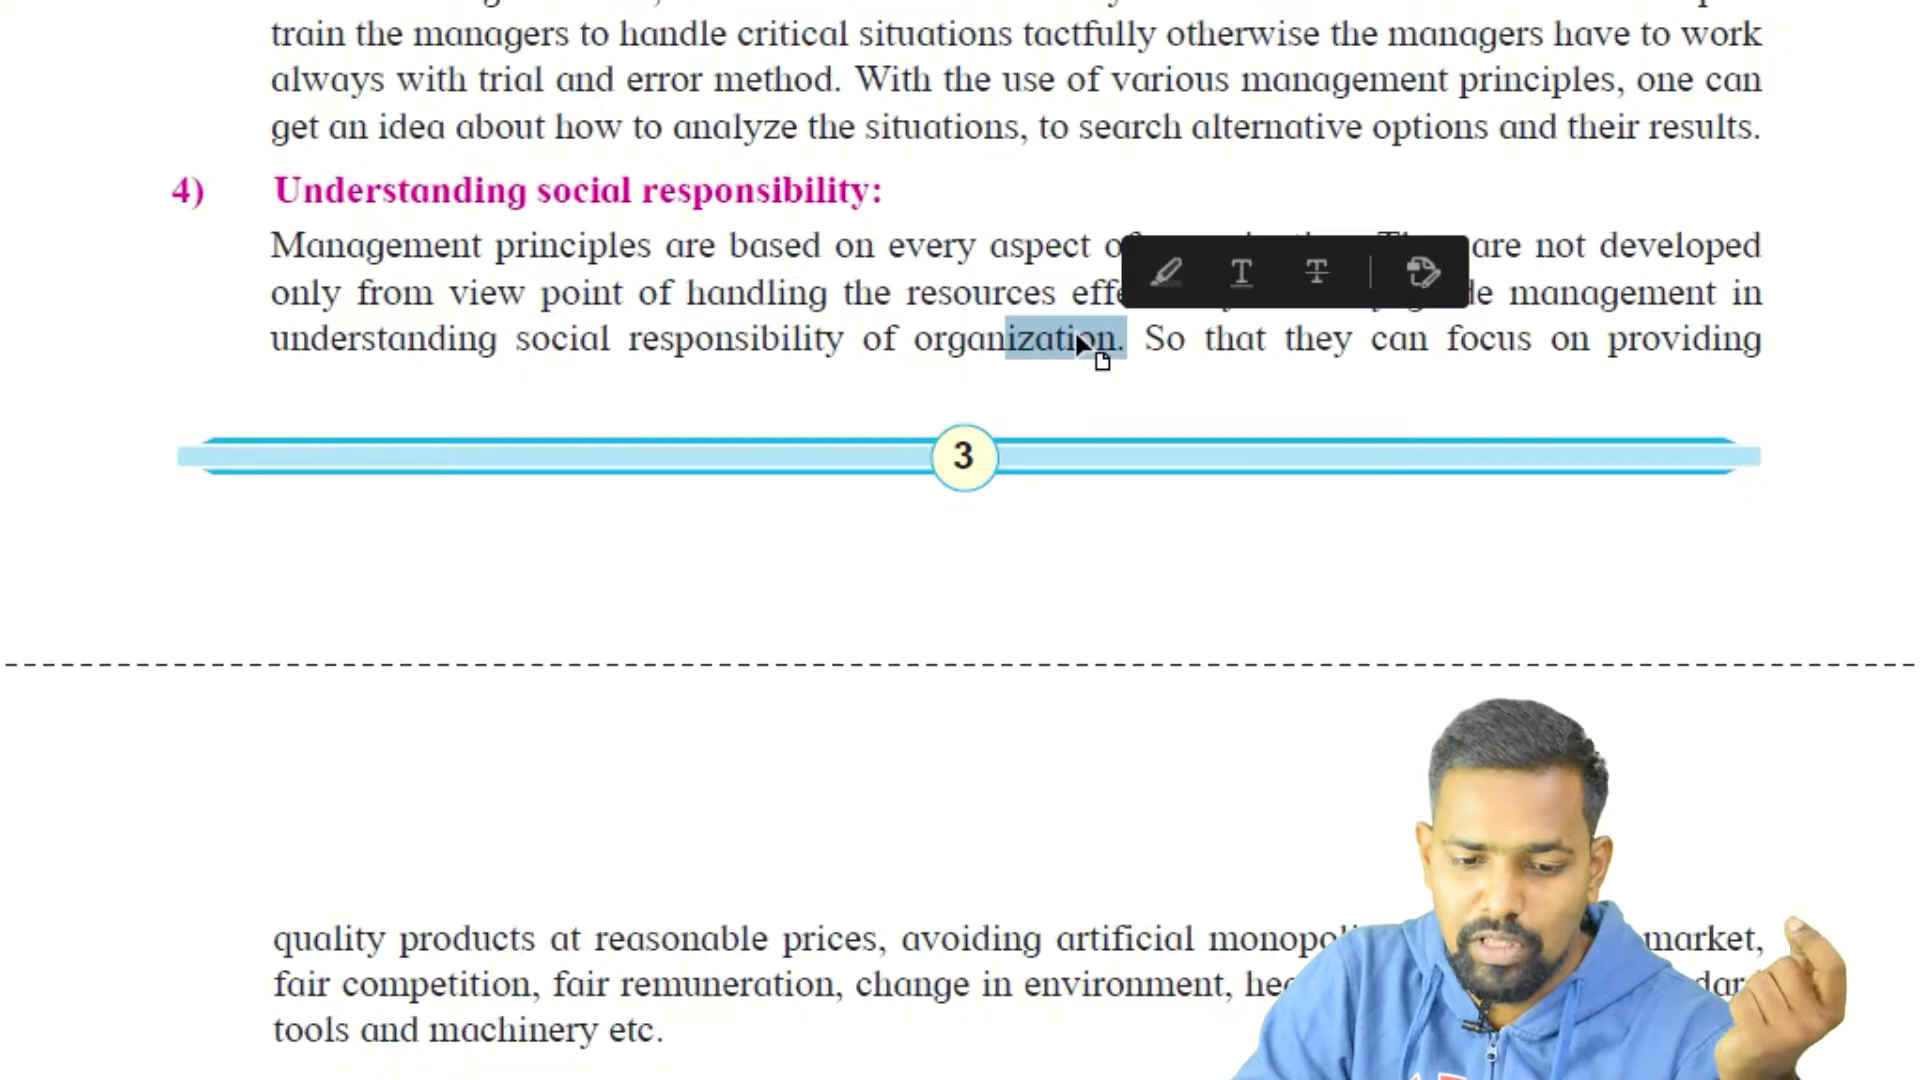 train the managers to handle critical situations tactfully otherwise the managers have to work
always with trial and error method. With the use of various management principles, one can
get an idea about how to analyze the situations, to search alternative options and their results.
4) Understanding social responsibility:
Management principles are based on every aspect are not developed
only from view point of handling the resources management in
understanding social responsibility of organization. So that they can focus on providing
3
quality products at reasonable prices, avoiding artificial market,
fair competition, fair remuneration, change in environment,
tools and machinery etc.